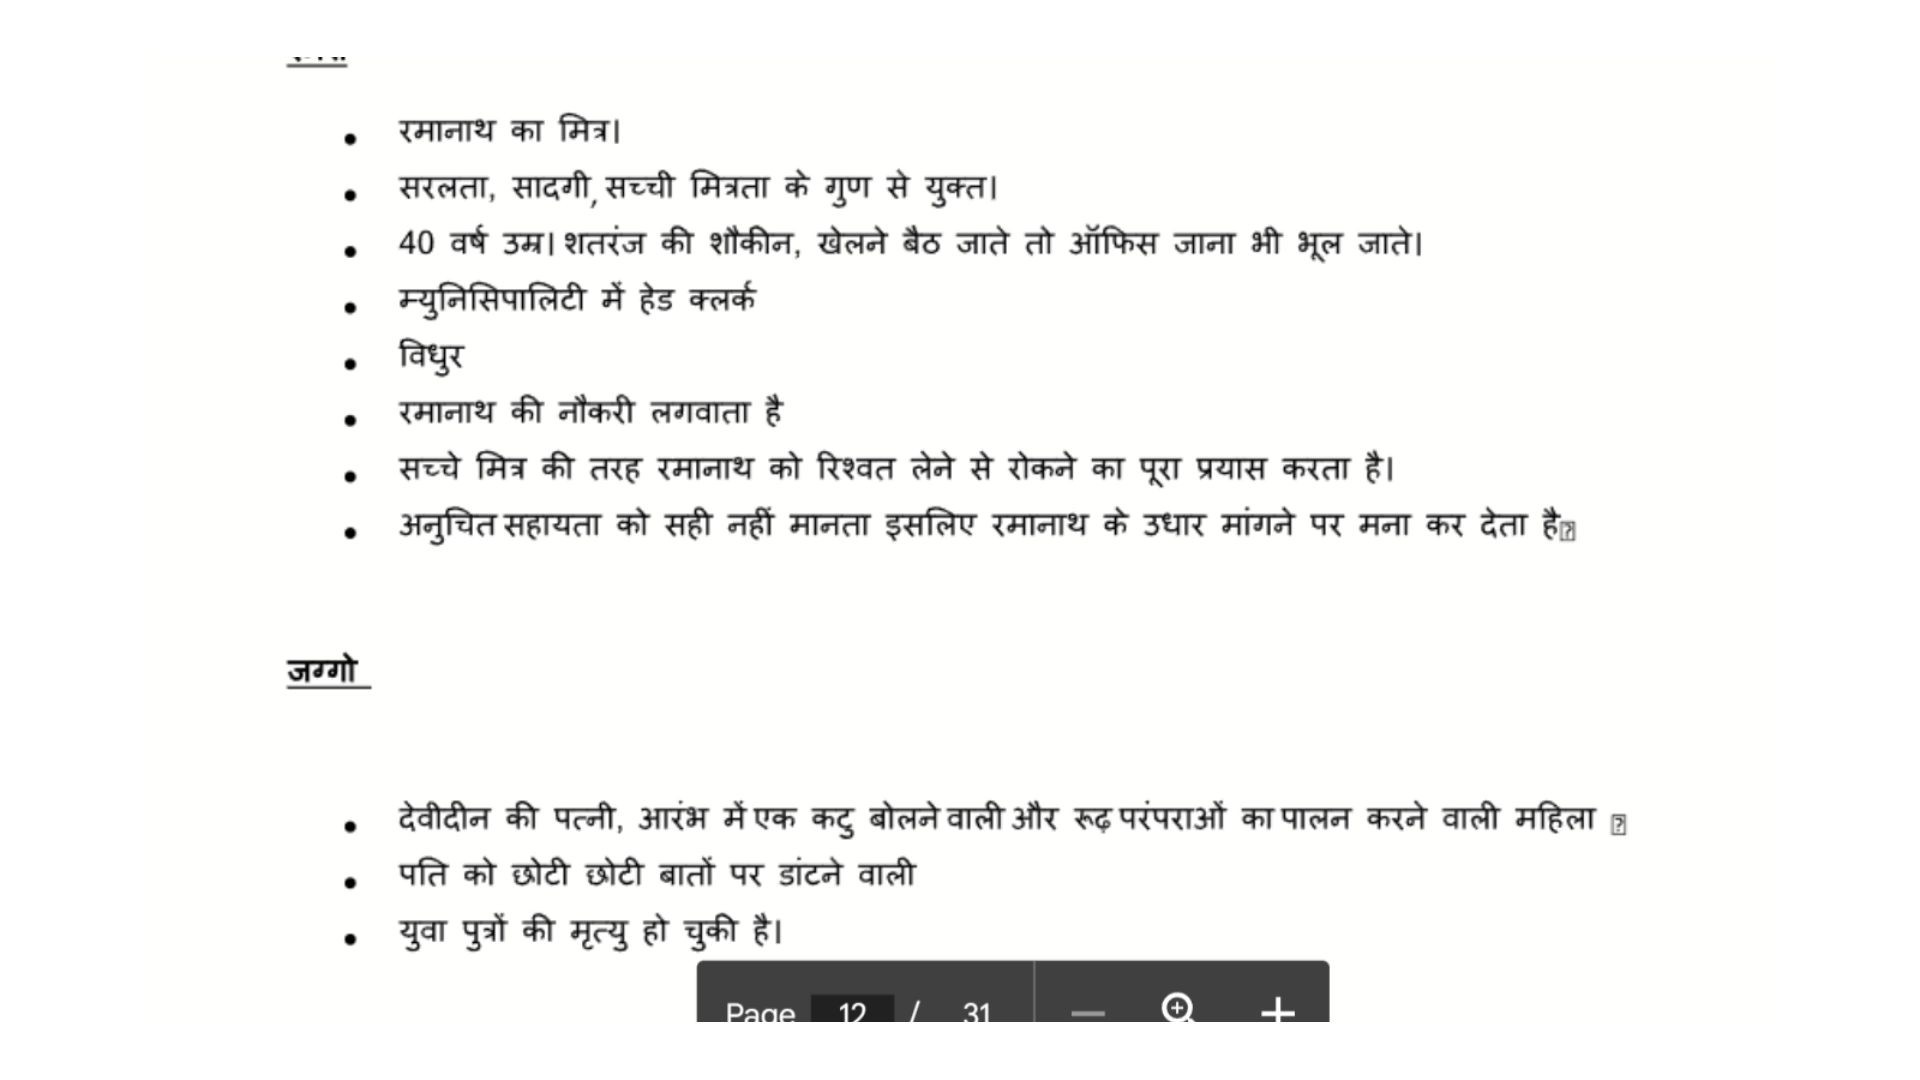 रमानाथ का मित्र।
सरलता, सादगी, सच्ची मित्रता के गुण से युक्त।
40 वर्ष उम्र। शतरंज की शौकीन, खेलने बैठ जाते तो ऑफिस जाना भी भूल जाते।
म्युनिसिपालिटी में हेड क्लर्क
विधुर
रमानाथ की नौकरी लगवाता है
सच्चे मित्र की तरह रमानाथ को रिश्वत लेने से रोकने का पूरा प्रयास करता है।
अनुचित सहायता को सही नहीं मानता इसलिए रमानाथ के उधार मांगने पर मना कर देता है
जग्गो
देवीदीन की पत्नी, आरंभ में एक कटु बोलने वाली और रूढ़ परंपराओं का पालन करने वाली महिला
पति को छोटी छोटी बातों पर डांटने वाली
युवा पुत्रों की मृत्यु हो चुकी है।
Page 12 / 31